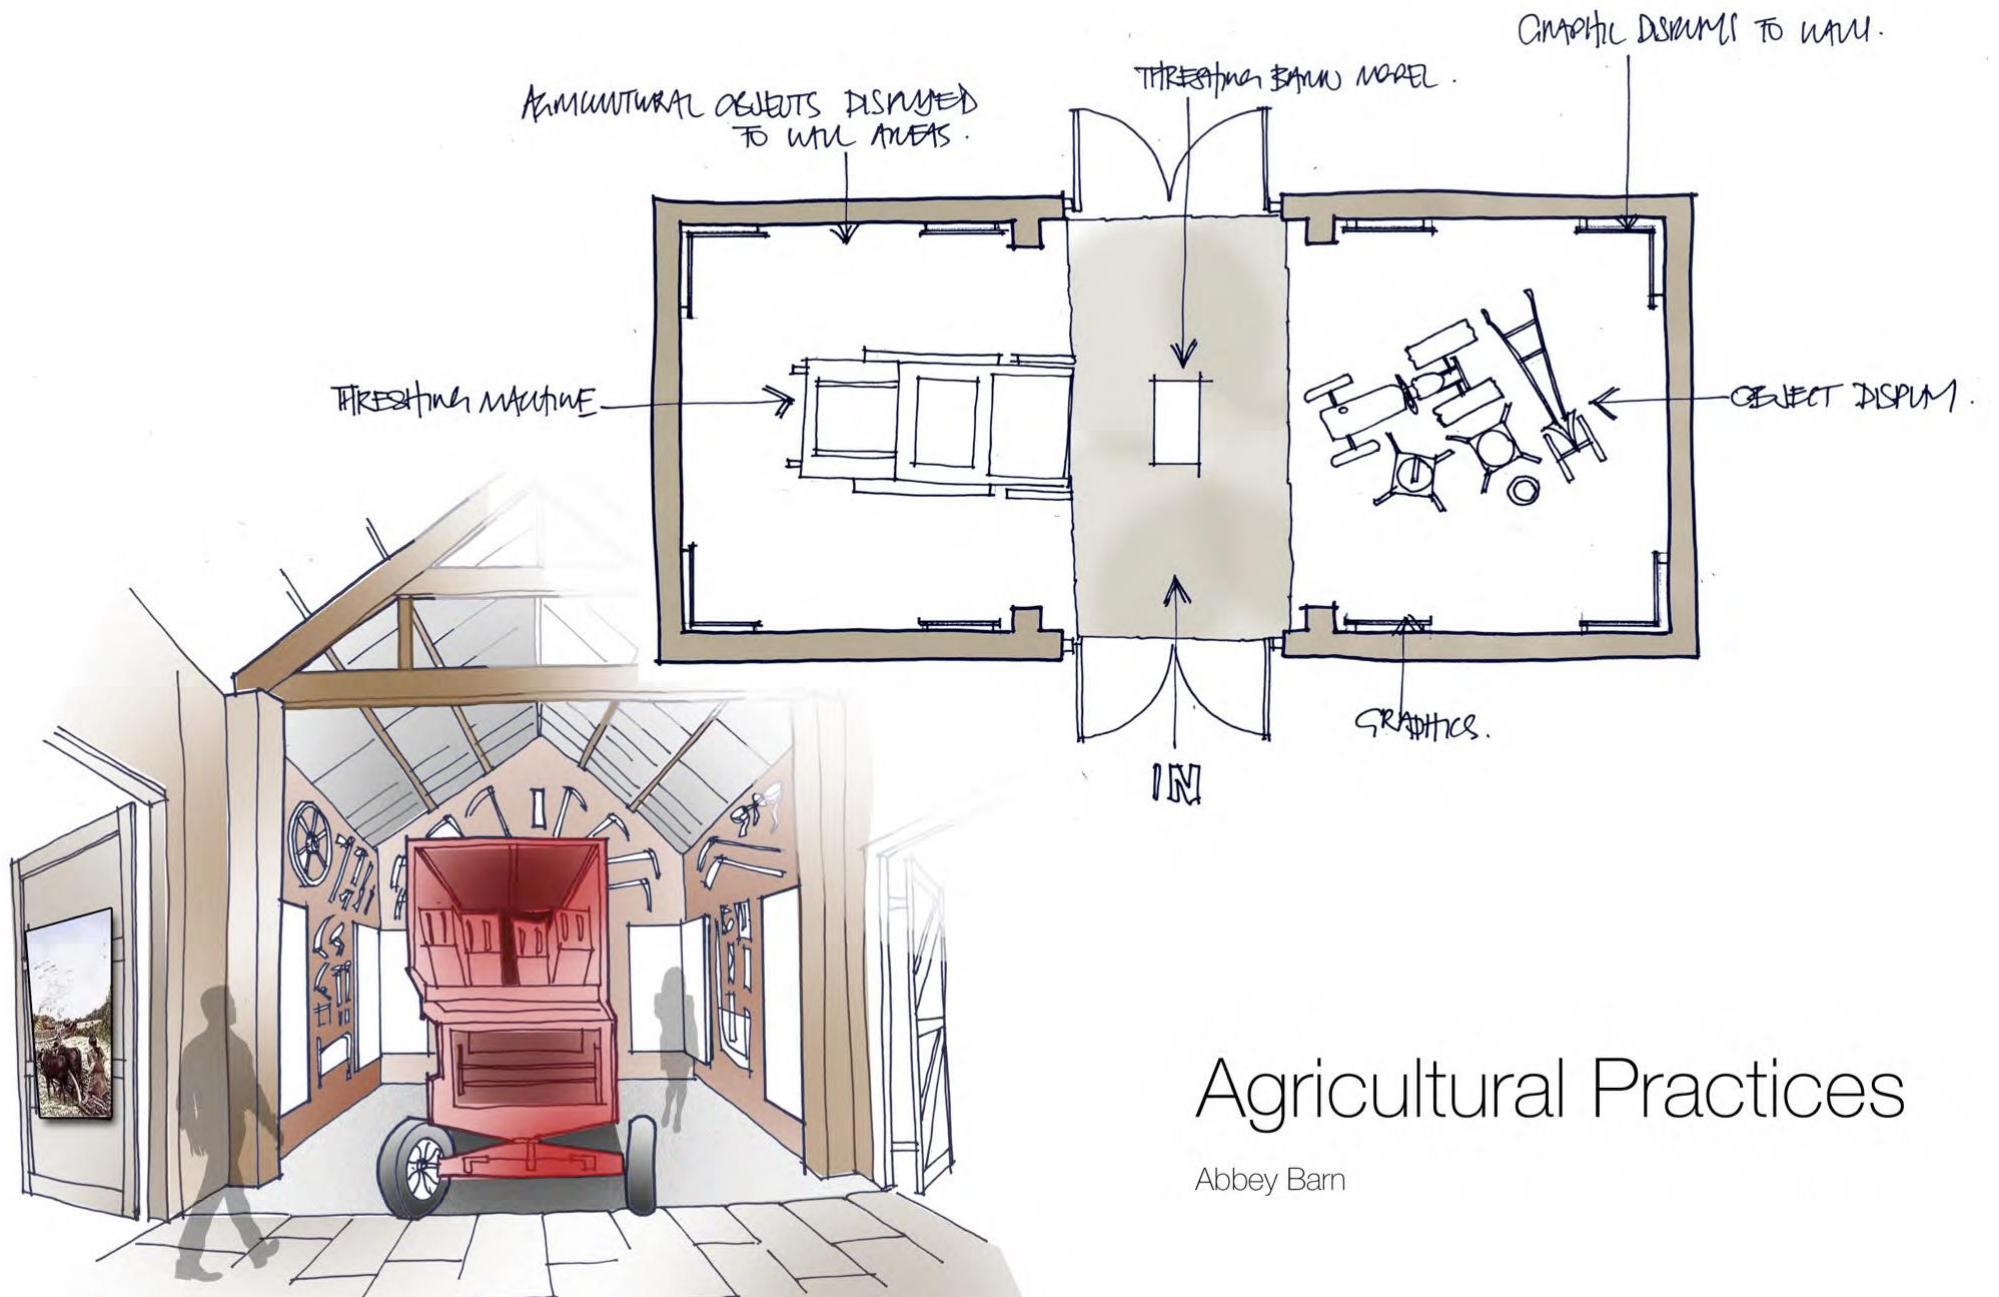 GRAPHIC DISPLAYS TO WALL.
THRESHING BARN MODEL.
AGRICULTURAL OBJECTS DISPLAYED
TO WALL AREAS.
THRESHING MACHINE
OBJECT DISPLAY.
GRAPHICS.
IN
Agricultural Practices
Abbey Barn